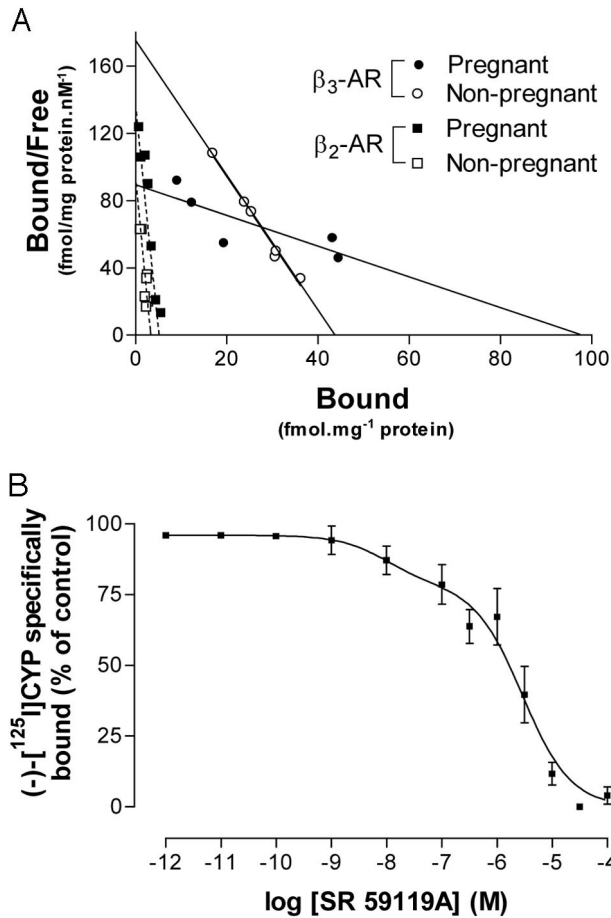 A
Bound/Free
(fmol/mg protein.nM-1)
160
120
80
40
0
0 20 40 60 80 100
Bound
(fmol.mg-1 protein)
β3-AR
Pregnant
Non-pregnant
β2-AR
Pregnant
Non-pregnant
B
(-)-[125I]CYP specifically
bound (% of control)
100
75
50
25
0
-12 -11 -10 -9 -8 -7 -6 -5 -4
log [SR 59119A] (M)